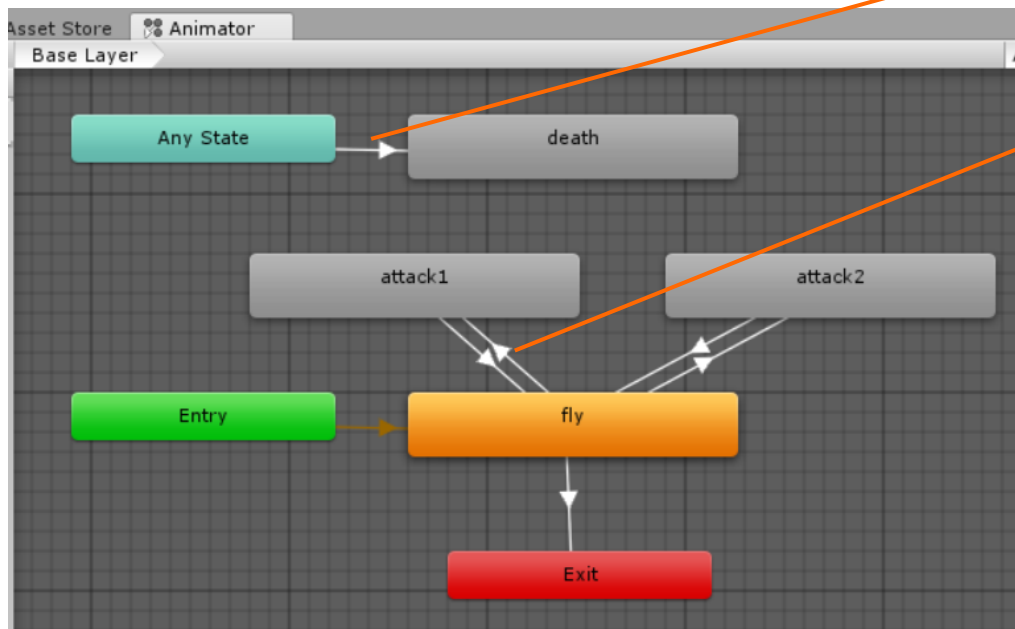 Asset Store Animator
Base Layer
Any State
death
attack1
attack2
Entry
fly
Exit